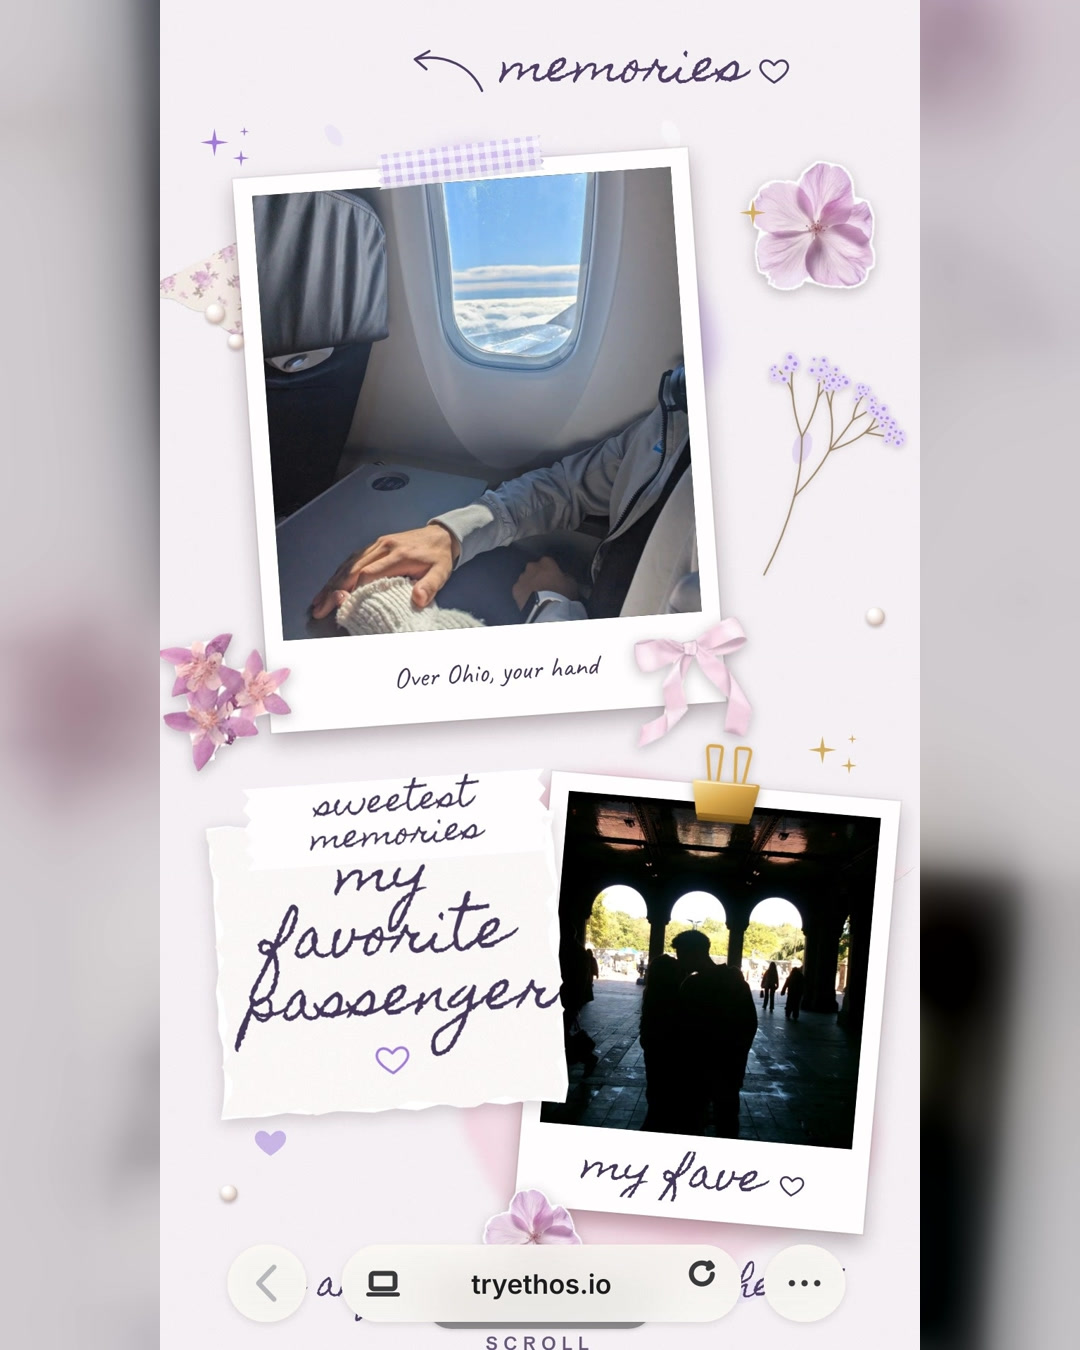 memories
Over Ohio, your hand
sweetest
memories
my
favorite
passenger
my fave
tryethos.io
SCROLL